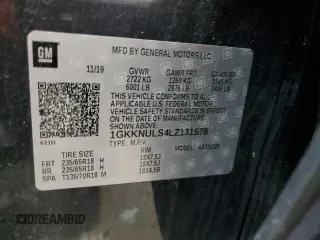 GM
MFD BY GENERAL MOTORS LLC
11/19 GVWR GAWR FRT
2722 KG 1350 KG
6001 LB 2976 LB
THIS VEHICLE CONFORMS TO ALL
APPLICABLE U.S. FEDERAL MOTOR
VEHICLE SAFETY STANDARDS IN EFFECT
ON THE DATE OF MANUFACTURE
SHOWN ABOVE.
1GKKNULS4LZ131578
TYPE: M.P.V.
TIRE SIZE RIM
FRT 235/65R18 H 18X7.5J
RR 235/65R18 H 18X7.5J
SPA T135/70R18 M 18X4.5B